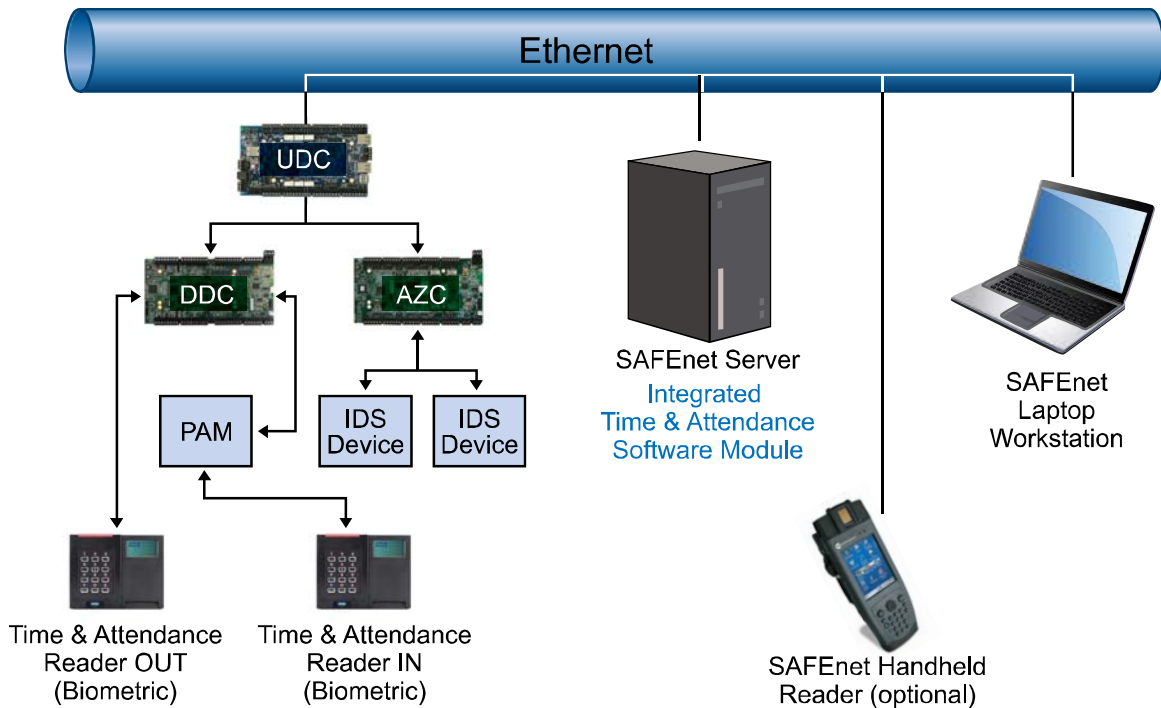 Ethernet
UDC
DDC
AZC
PAM
IDS
Device
IDS
Device
SAFEnet Server
Integrated
Time & Attendance
Software Module
SAFEnet
Laptop
Workstation
Time & Attendance
Reader OUT
(Biometric)
Time & Attendance
Reader IN
(Biometric)
SAFEnet Handheld
Reader (optional)